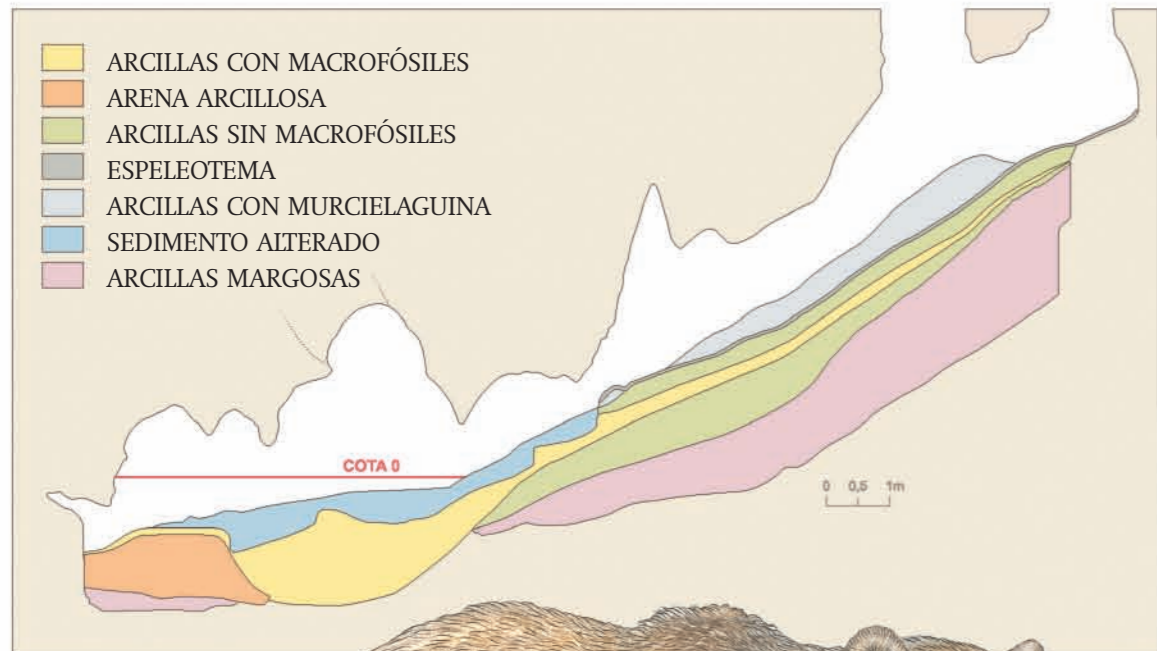 ARCILLAS CON MACROFÓSILES
ARENA ARCILLOSA
ARCILLAS SIN MACROFÓSILES
ESPELEOTEMA
ARCILLAS CON MURCIELAGUINA
SEDIMENTO ALTERADO
ARCILLAS MARGOSAS
COTA 0
0 0,5 1m